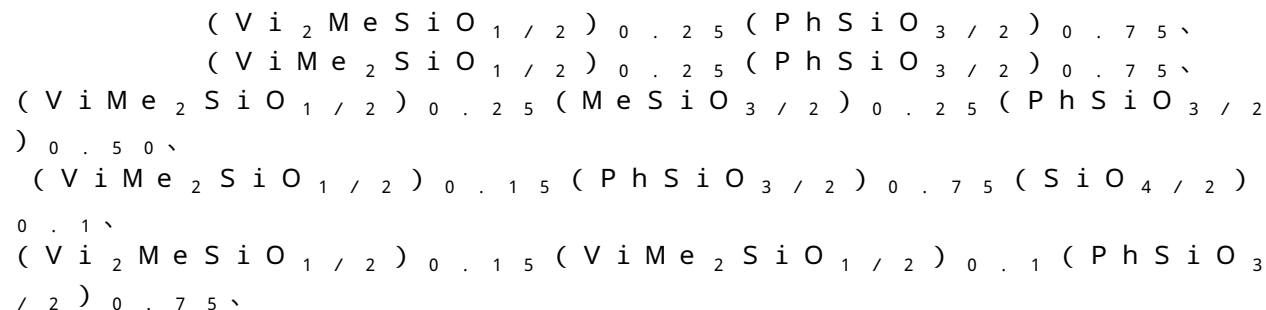 (Vi₂MeSiO₁/₂)₀.₂₅(PhSiO₃/₂)₀.₇₅、
(ViMe₂SiO₁/₂)₀.₂₅(PhSiO₃/₂)₀.₇₅、
(ViMe₂SiO₁/₂)₀.₂₅(MeSiO₃/₂)₀.₂₅(PhSiO₃/₂
)₀.₅₀、
(ViMe₂SiO₁/₂)₀.₁₅(PhSiO₃/₂)₀.₇₅(SiO₄/₂)
₀.₁、
(Vi₂MeSiO₁/₂)₀.₁₅(ViMe₂SiO₁/₂)₀.₁(PhSiO₃
/₂)₀.₇₅、